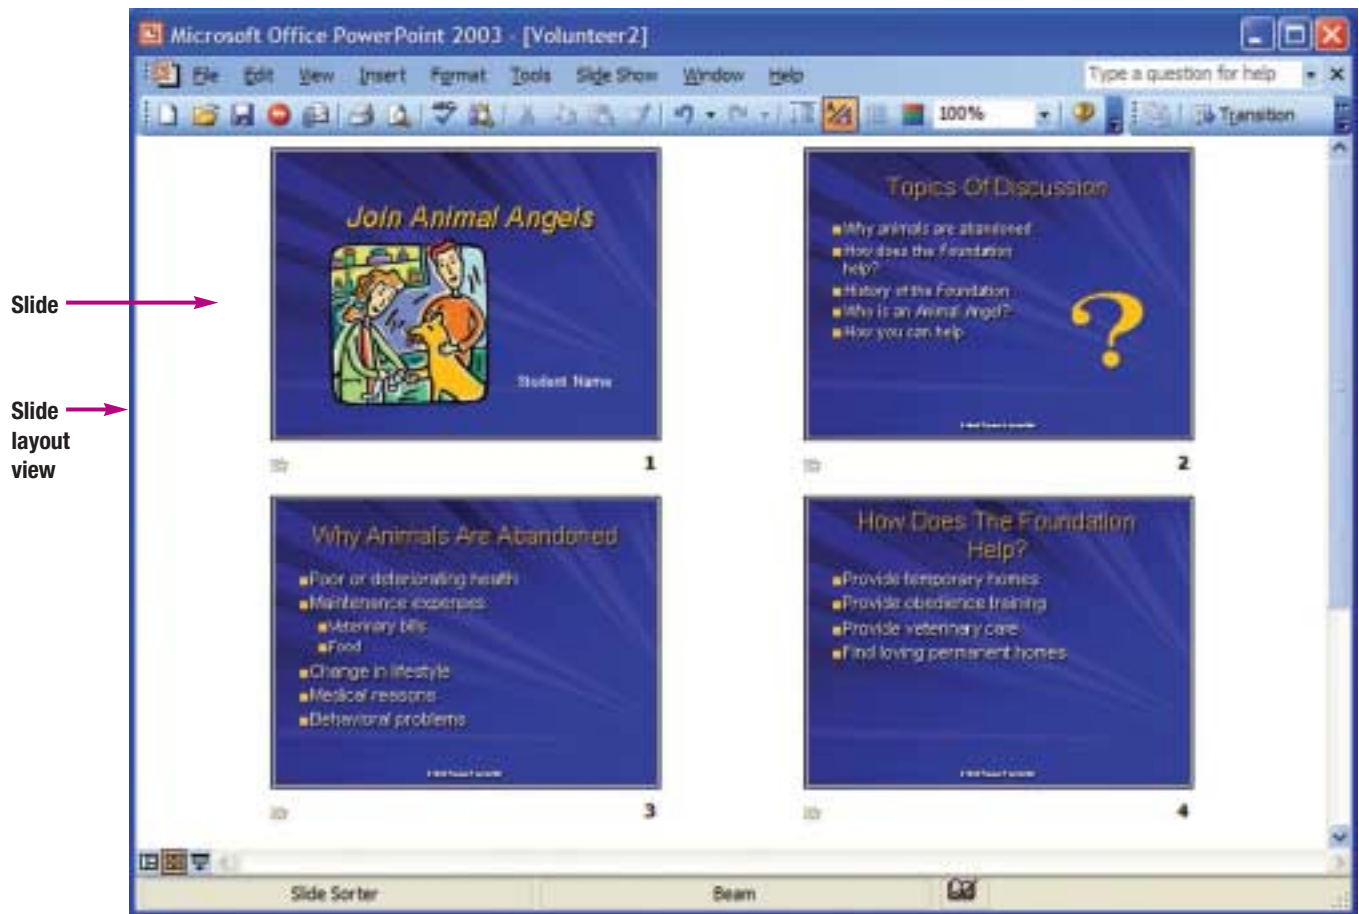 Microsoft Office PowerPoint 2003 - [Volunteer2]
File Edit View Insert Format Tools Slide Show Window Help
Type a question for help
100%
Transition
Join Animal Angels
Student Name
1
Topics Of Discussion
Why animals are abandoned
How does the Foundation
help?
History of the Foundation
Who is an Animal Angel?
How you can help
2
Slide
Slide
layout
view
Why Animals Are Abandoned
Poor or deteriorating health
Maintenance expenses
Veterinary bills
Food
Change in lifestyle
Medical reasons
Behavioral problems
3
How Does The Foundation
Help?
Provide temporary homes
Provide obedience training
Provide veterinary care
Find loving permanent homes
4
Slide Sorter
Beam